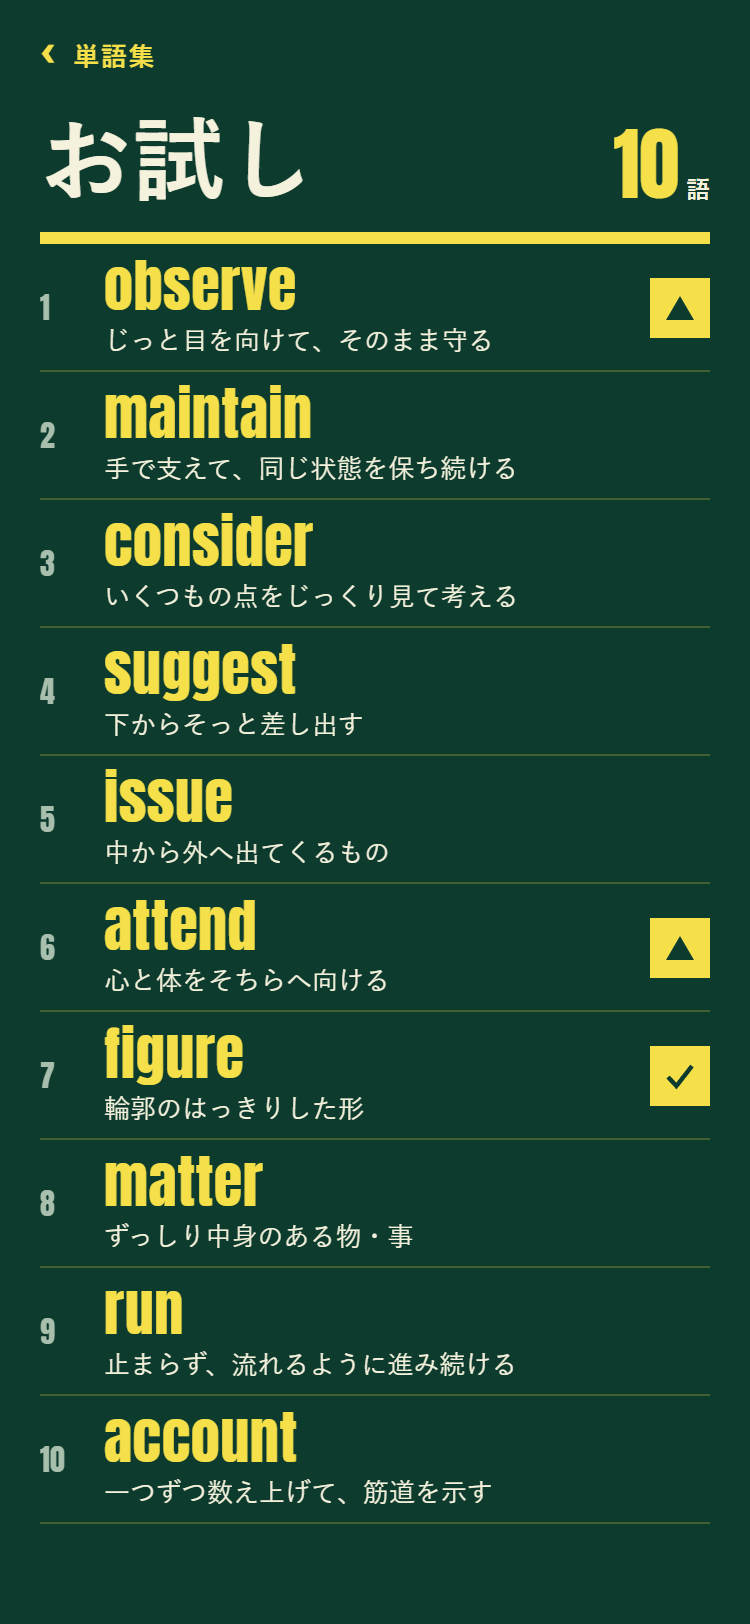 ‹ 単語集
お試し 10 語
1 observe
じっと目を向けて、そのまま守る
2 maintain
手で支えて、同じ状態を保ち続ける
3 consider
いくつもの点をじっくり見て考える
4 suggest
下からそっと差し出す
5 issue
中から外へ出てくるもの
6 attend
心と体をそちらへ向ける
7 figure
輪郭のはっきりした形
8 matter
ずっしり中身のある物・事
9 run
止まらず、流れるように進み続ける
10 account
一つずつ数え上げて、筋道を示す